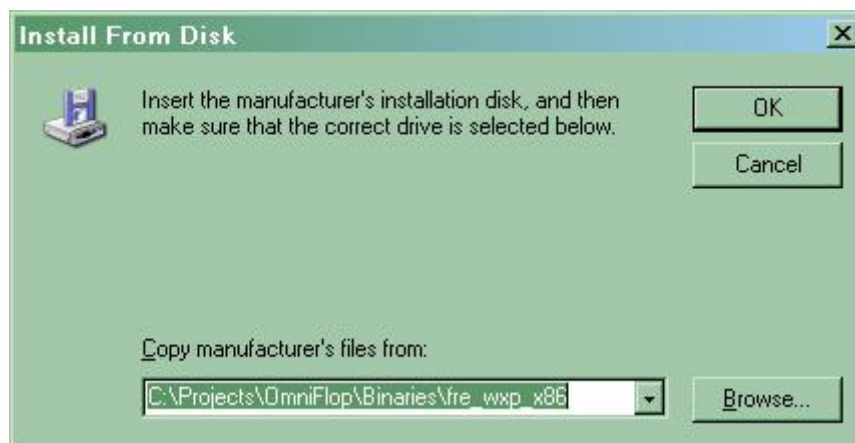 Install From Disk
Insert the manufacturer's installation disk, and then
make sure that the correct drive is selected below.
OK
Cancel
Copy manufacturer's files from:
C:\Projects\OmniFlop\Binaries\fre_wxp_x86
Browse...